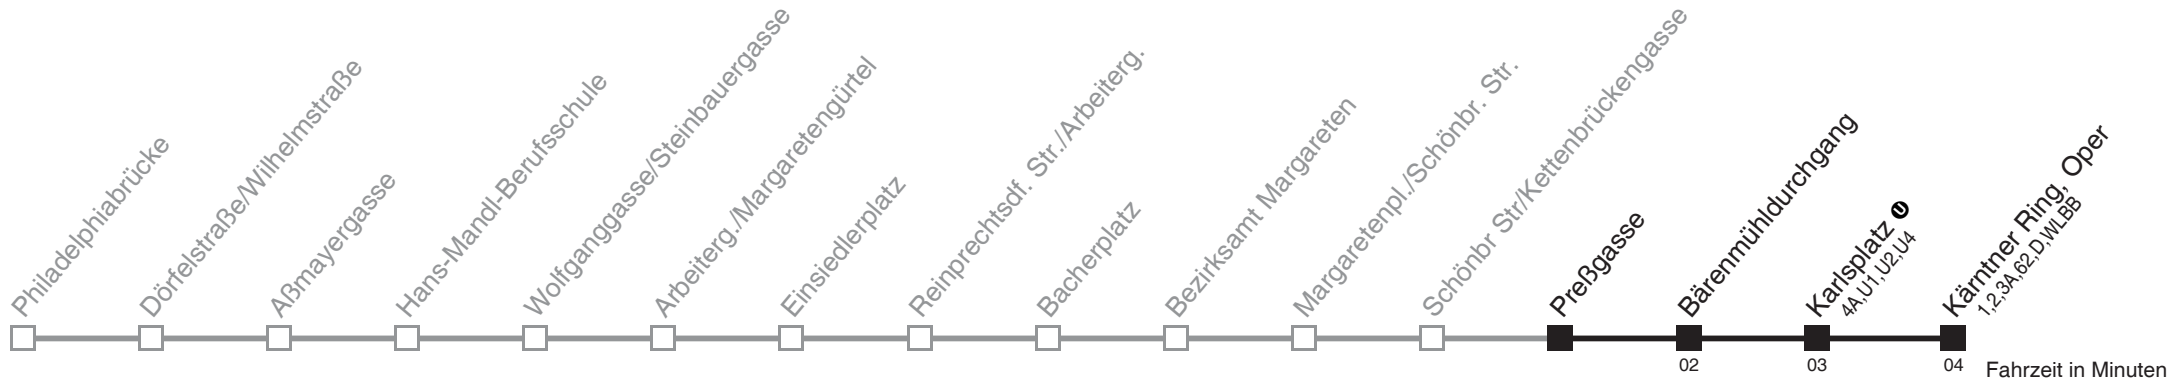 Philadelphiabrücke
Dörfelstraße/Wilhelmstraße
Aßmayergasse
Hans-Mandl-Berufsschule
Wolfganggasse/Steinbauergasse
Arbeiterg./Margaretengürtel
Einsiedlerplatz
Reinprechtsdf. Str./Arbeiterg.
Bacherplatz
Bezirksamt Margareten
Margaretenpl./Schönbr. Str.
Schönbr Str/Kettenbrückengasse
Preßgasse
Bärenmühldurchgang
Karlsplatz U
4A,U1,U2,U4
Kärntner Ring, Oper
1,2,3A,62,D,WLBB
02
03
04
Fahrzeit in Minuten